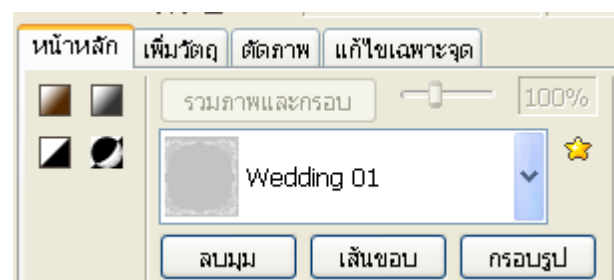 หน้าหลัก เพิ่มวัตถุ ตัดภาพ แก้ไขเฉพาะจุด
รวมภาพและกรอบ 100%
Wedding 01
ลบมุม เส้นขอบ กรอบรูป